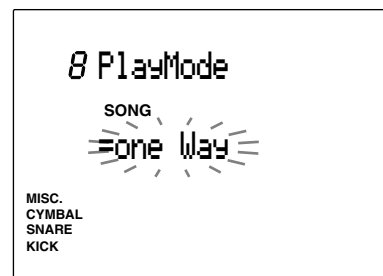 8 PlayMode
SONG
=one Way
MISC.
CYMBAL
SNARE
KICK